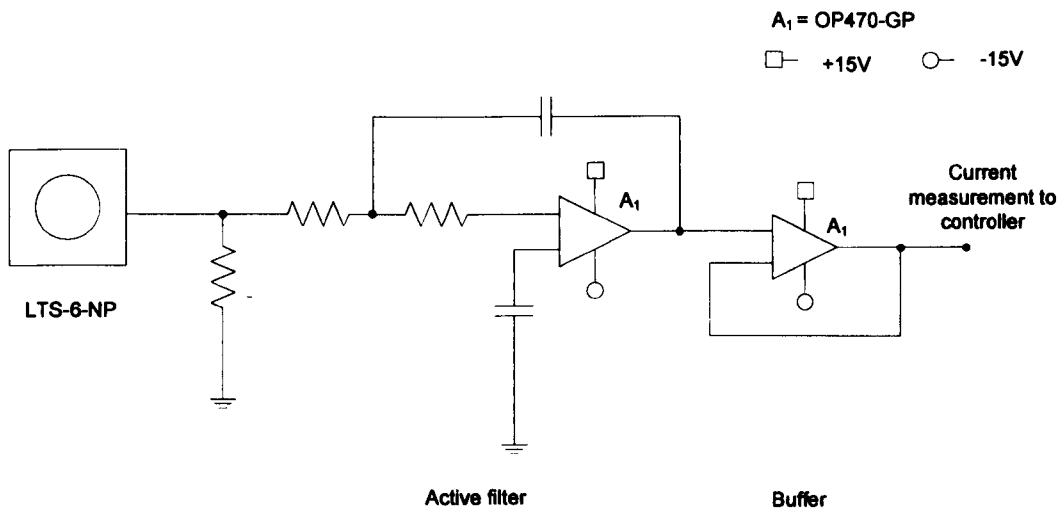 A₁ = OP470-GP
+15V
-15V
A₁
A₁
Current
measurement to
controller
LTS-6-NP
Active filter
Buffer